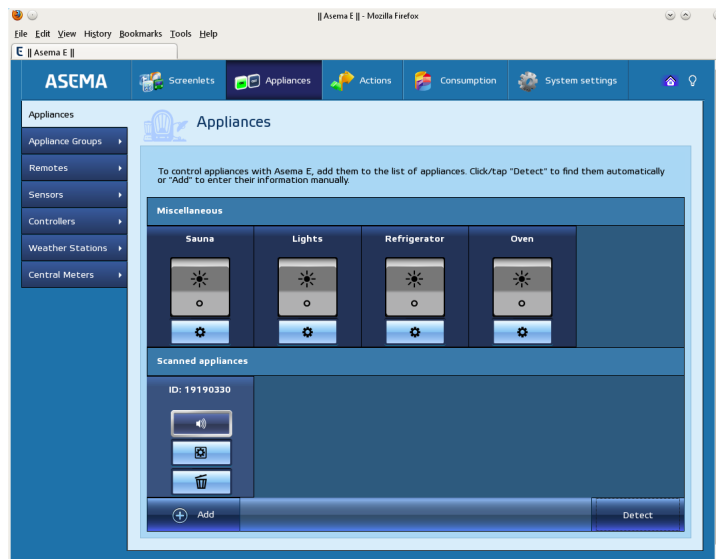 || Asema E || - Mozilla Firefox
File Edit View History Bookmarks Tools Help
E || Asema E ||
ASEMA Screenlets Appliances Actions Consumption System settings
Appliances
Appliance Groups
Remotes
Sensors
Controllers
Weather Stations
Central Meters
Appliances
To control appliances with Asema E, add them to the list of appliances. Click/tap "Detect" to find them automatically
or "Add" to enter their information manually.
Miscellaneous
Sauna Lights Refrigerator Oven
Scanned appliances
ID: 19190330
Add Detect